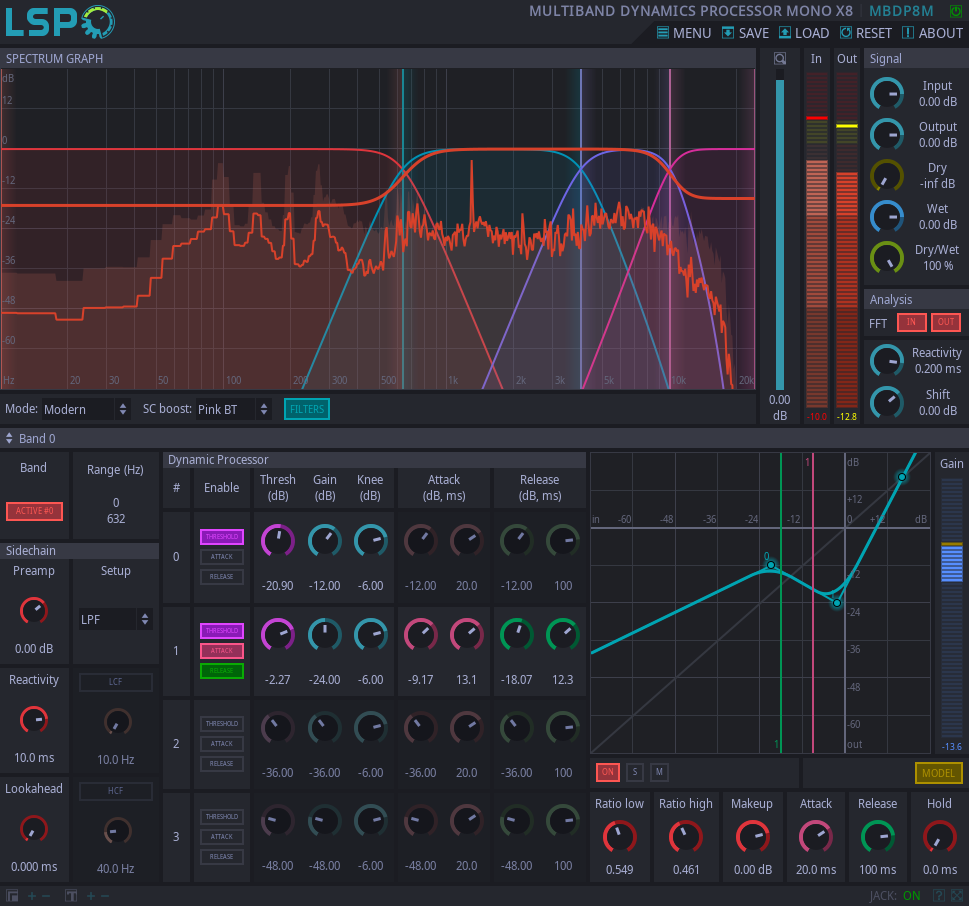 LSP
MULTIBAND DYNAMICS PROCESSOR MONO X8 MBDP8M
MENU SAVE LOAD RESET ABOUT
SPECTRUM GRAPH In Out Signal
dB
12
0
-12
-24
-36
-48
-60
Hz 20 30 50 100 200 300 500 1k 2k 3k 5k 10k 20k
Input
0.00 dB
Output
0.00 dB
Dry
-inf dB
Wet
0.00 dB
Dry/Wet
100 %
Analysis
FFT IN OUT
Reactivity
0.200 ms
Shift
0.00 dB
0.00
dB
-10.0 -12.8
Mode: Modern SC boost: Pink BT FILTERS
Band 0
Band
ACTIVE #0
Range (Hz)
0
632
Sidechain
Preamp Setup
LPF
0.00 dB
Reactivity LCF
10.0 ms 10.0 Hz
Lookahead HCF
0.000 ms 40.0 Hz
Dynamic Processor
# Enable Thresh (dB) Gain (dB) Knee (dB) Attack (dB, ms) Release (dB, ms)
0 THRESHOLD ATTACK RELEASE
-20.90 -12.00 -6.00 -12.00 20.0 -12.00 100
1 THRESHOLD ATTACK RELEASE
-2.27 -24.00 -6.00 -9.17 13.1 -18.07 12.3
2 THRESHOLD ATTACK RELEASE
-36.00 -36.00 -6.00 -36.00 20.0 -36.00 100
3 THRESHOLD ATTACK RELEASE
-48.00 -48.00 -6.00 -48.00 20.0 -48.00 100
1 dB
+12
in -60 -48 -36 -24 -12 0 +12 dB
0
-12
-24
-36
-48
-60
1 out
Gain
-13.6
ON S M MODEL
Ratio low Ratio high Makeup Attack Release Hold
0.549 0.461 0.00 dB 20.0 ms 100 ms 0.0 ms
JACK: ON